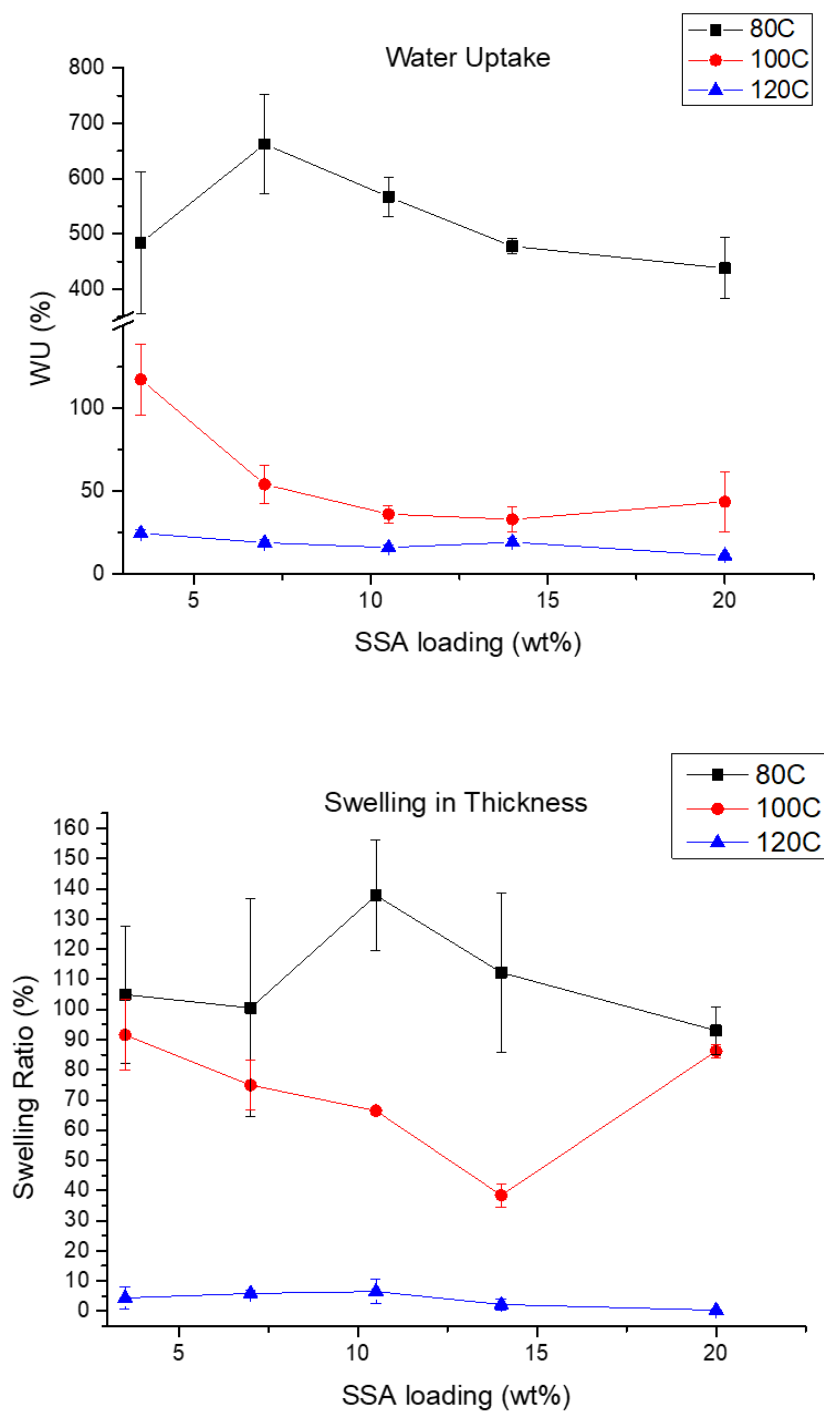 80C
100C
120C
Water Uptake
800
700
600
500
400
100
50
0
WU (%)
5
10
15
20
SSA loading (wt%)
80C
100C
120C
Swelling in Thickness
160
150
140
130
120
110
100
90
80
70
60
50
40
30
20
10
0
Swelling Ratio (%)
5
10
15
20
SSA loading (wt%)